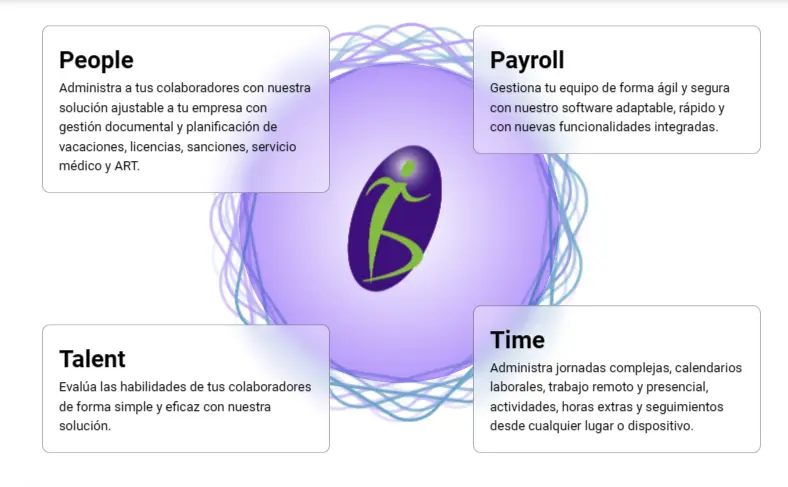 People
Administra a tus colaboradores con nuestra
solución ajustable a tu empresa con
gestión documental y planificación de
vacaciones, licencias, sanciones, servicio
médico y ART.
Payroll
Gestiona tu equipo de forma ágil y segura
con nuestro software adaptable, rápido y
con nuevas funcionalidades integradas.
Talent
Evalúa las habilidades de tus colaboradores
de forma simple y eficaz con nuestra
solución.
Time
Administra jornadas complejas, calendarios
laborales, trabajo remoto y presencial,
actividades, horas extras y seguimientos
desde cualquier lugar o dispositivo.